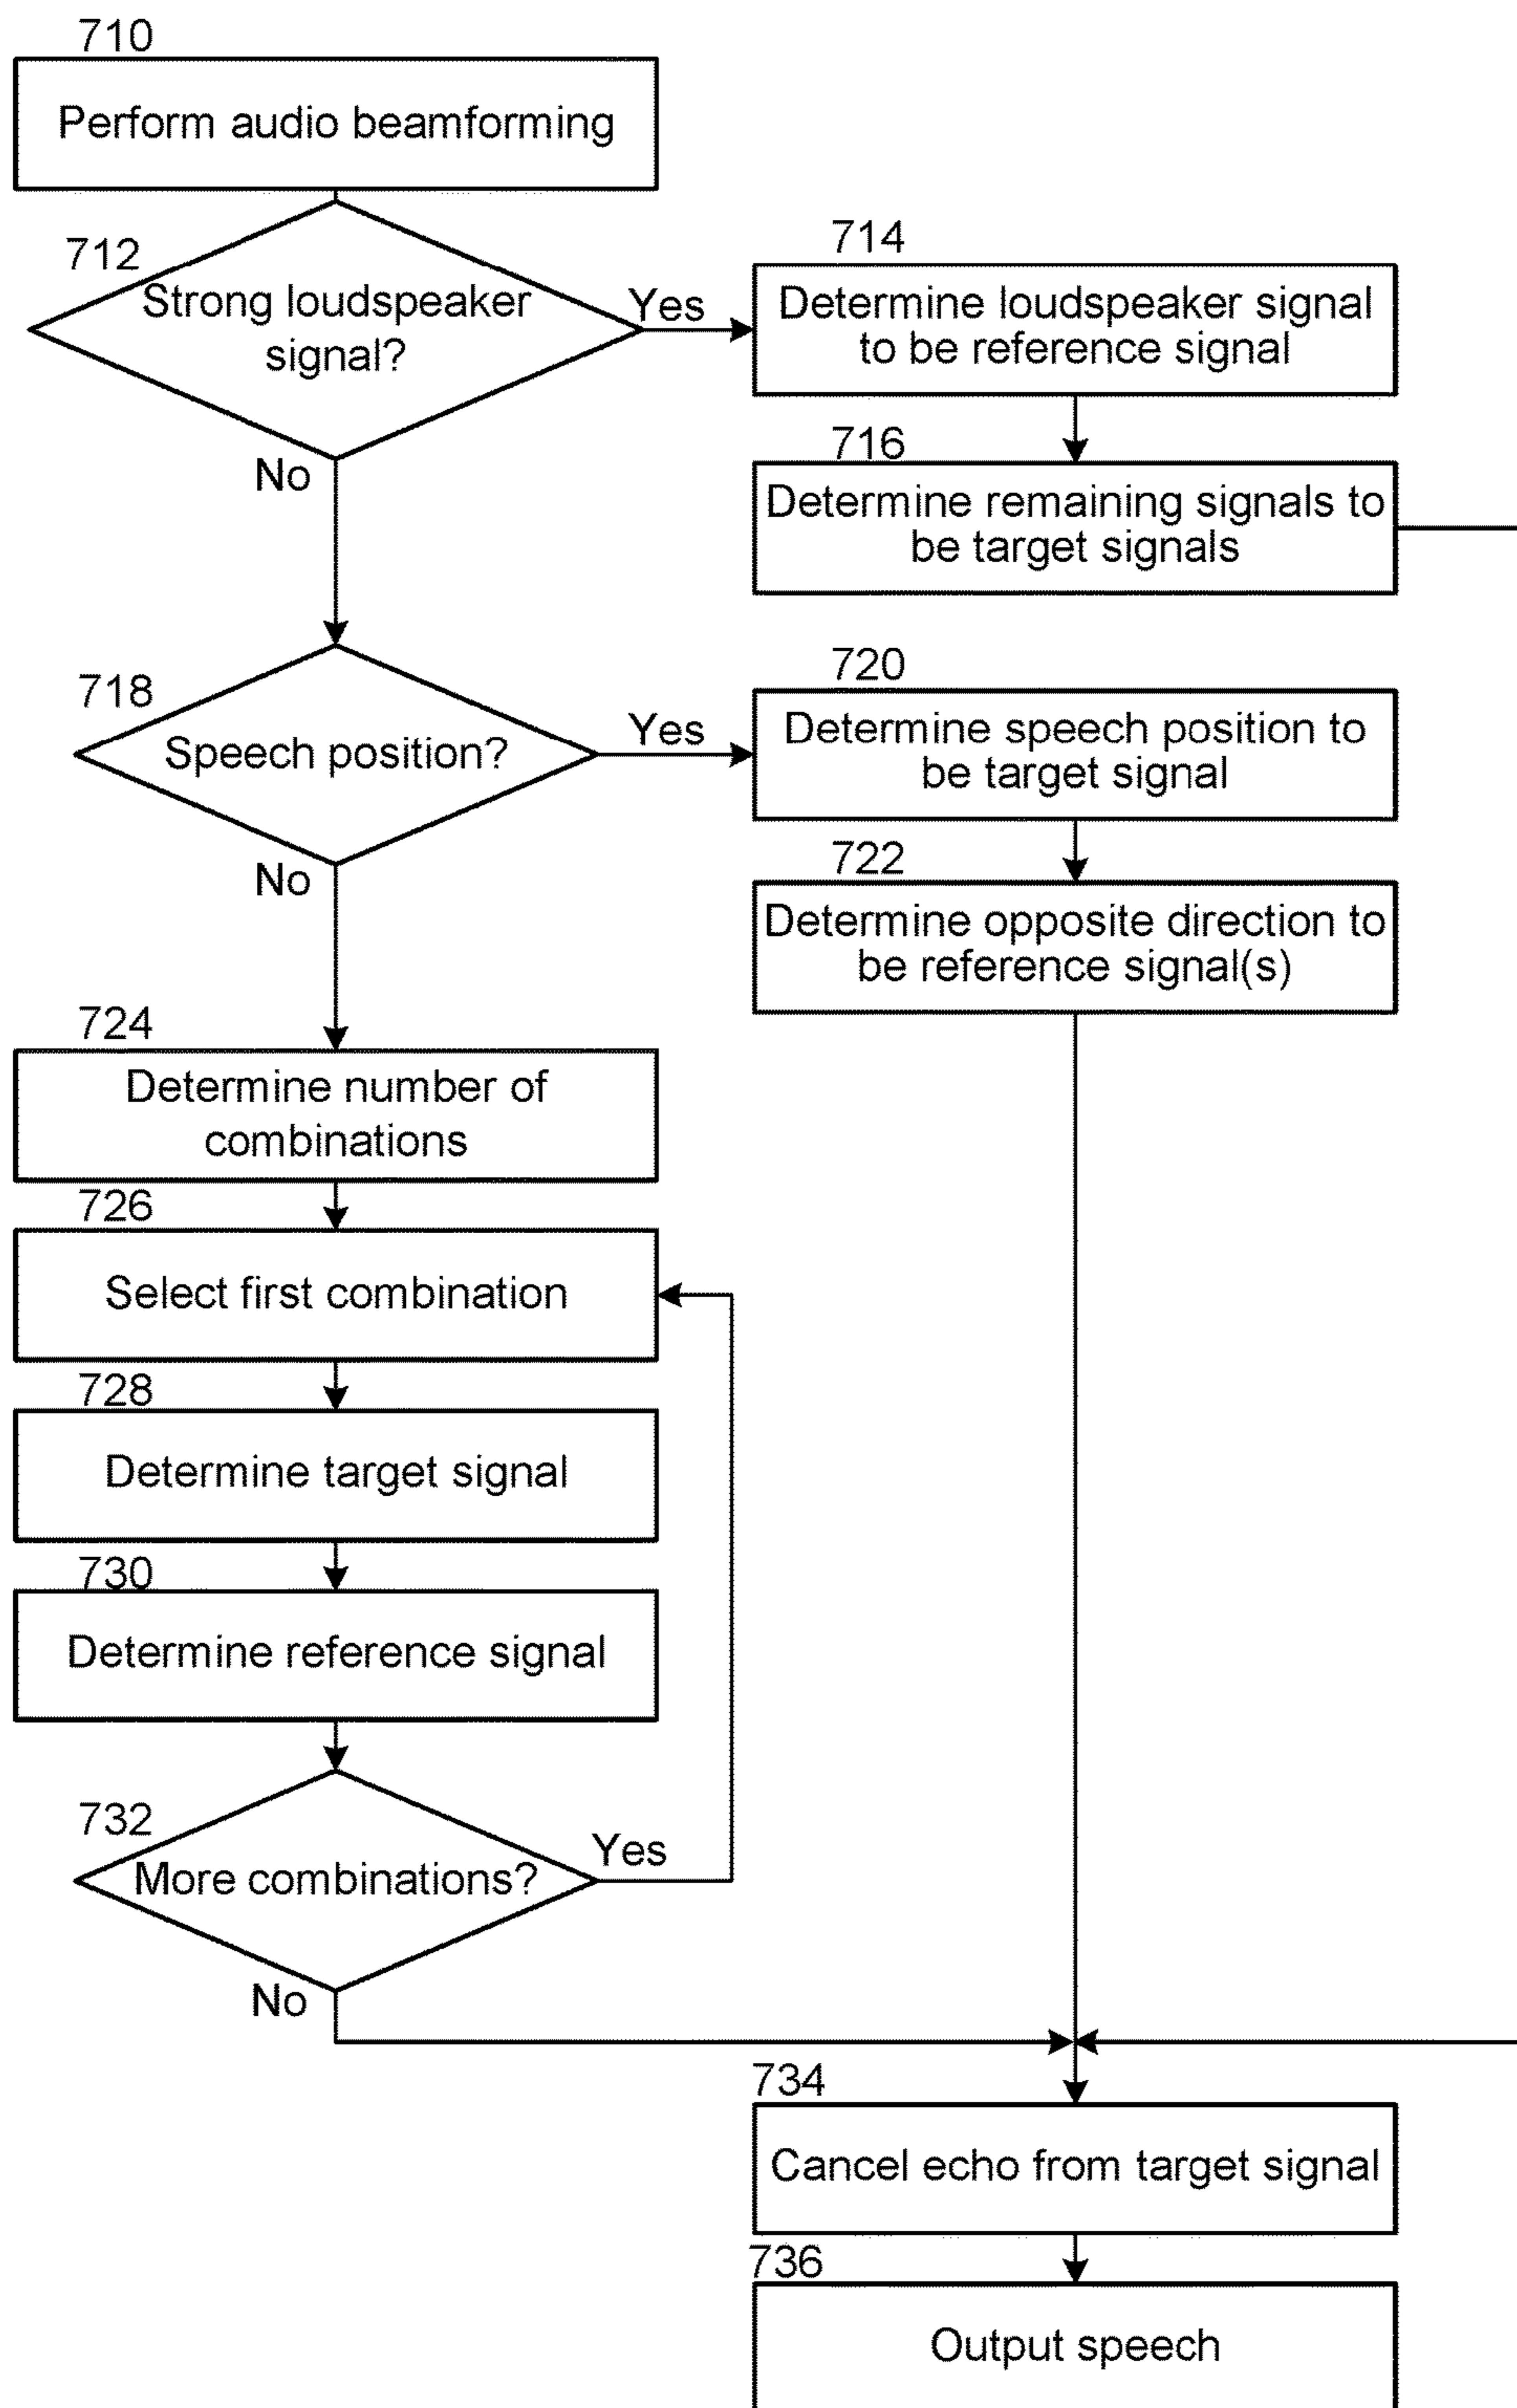 710
Perform audio beamforming
712
Strong loudspeaker
signal?
Yes
No
714
Determine loudspeaker signal
to be reference signal
716
Determine remaining signals to
be target signals
718
Speech position?
Yes
No
720
Determine speech position to
be target signal
722
Determine opposite direction to
be reference signal(s)
724
Determine number of
combinations
726
Select first combination
728
Determine target signal
730
Determine reference signal
732
More combinations?
Yes
No
734
Cancel echo from target signal
736
Output speech